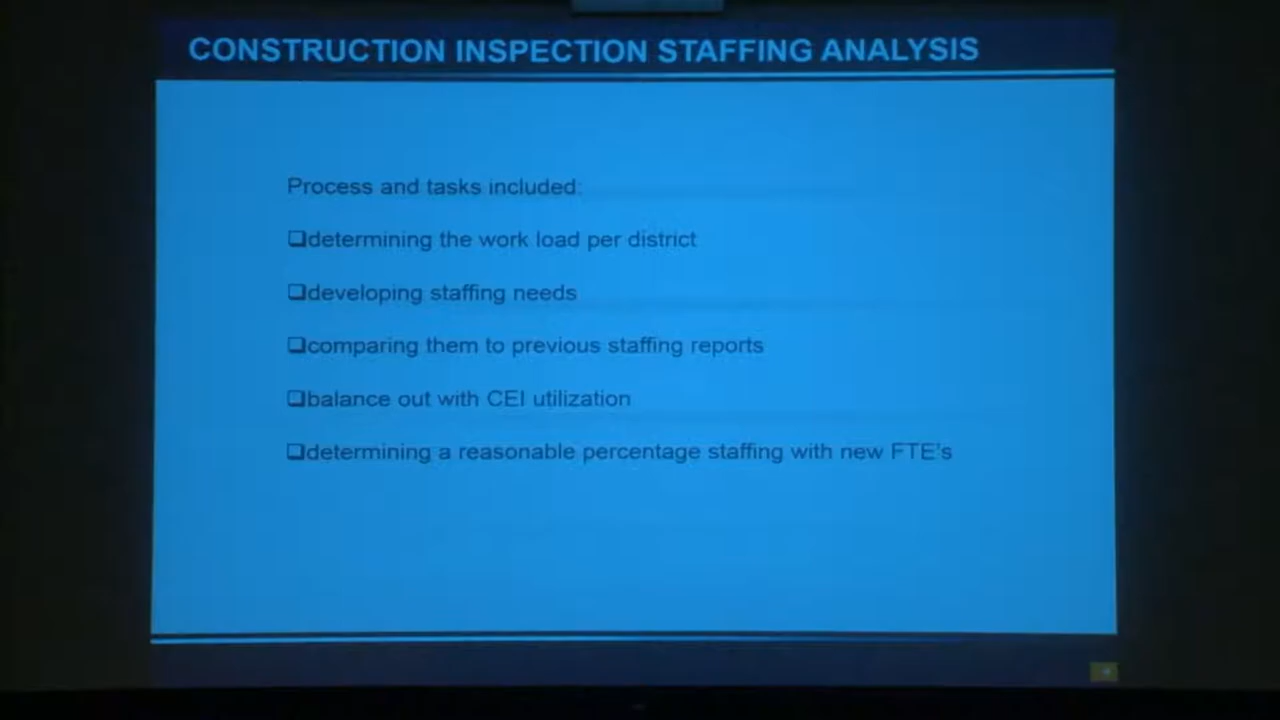 CONSTRUCTION INSPECTION STAFFING ANALYSIS
Process and tasks included:
❑determining the work load per district
❑developing staffing needs
❑comparing them to previous staffing reports
❑balance out with CEI utilization
❑determining a reasonable percentage staffing with new FTE's